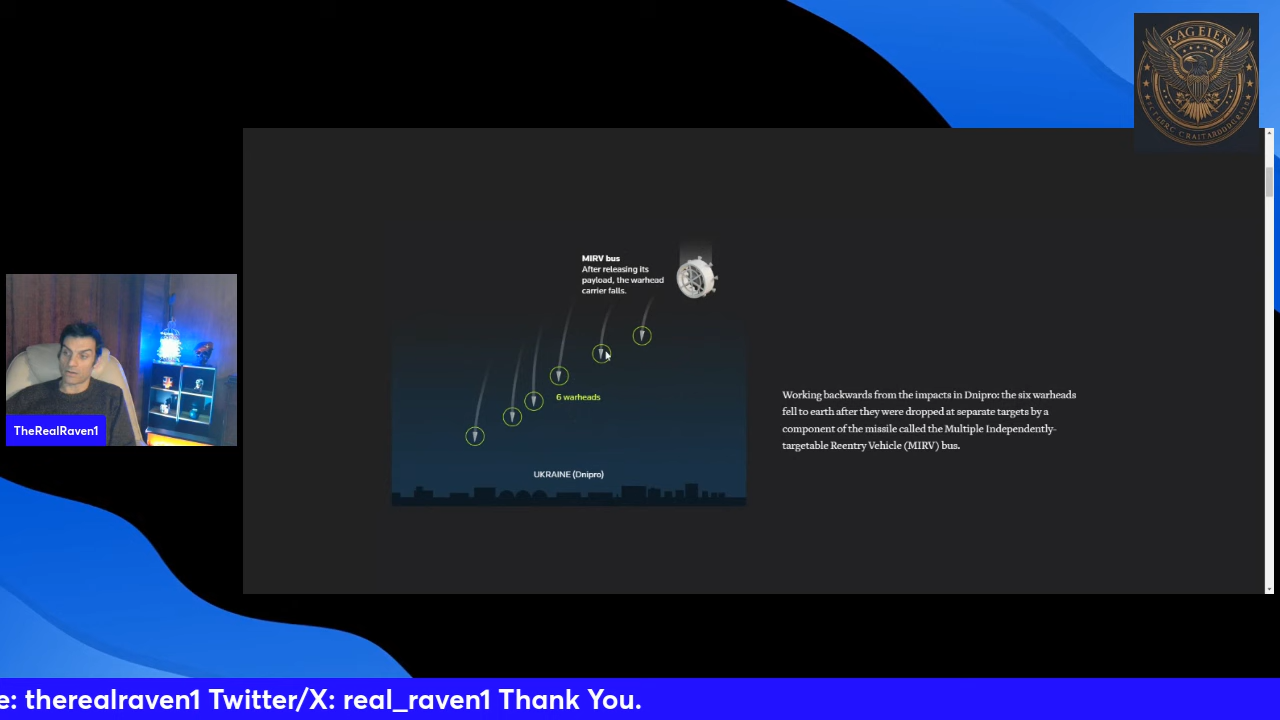 RAGEIEN
MIRV bus
After releasing its
payload, the warhead
carrier falls.
6 warheads
Working backwards from the impacts in Dnipro: the six warheads
fell to earth after they were dropped at separate targets by a
component of the missile called the Multiple Independently-
targetable Reentry Vehicle (MIRV) bus.
TheRealRaven1
UKRAINE (Dnipro)
e: therealraven1 Twitter/X: real_raven1 Thank You.